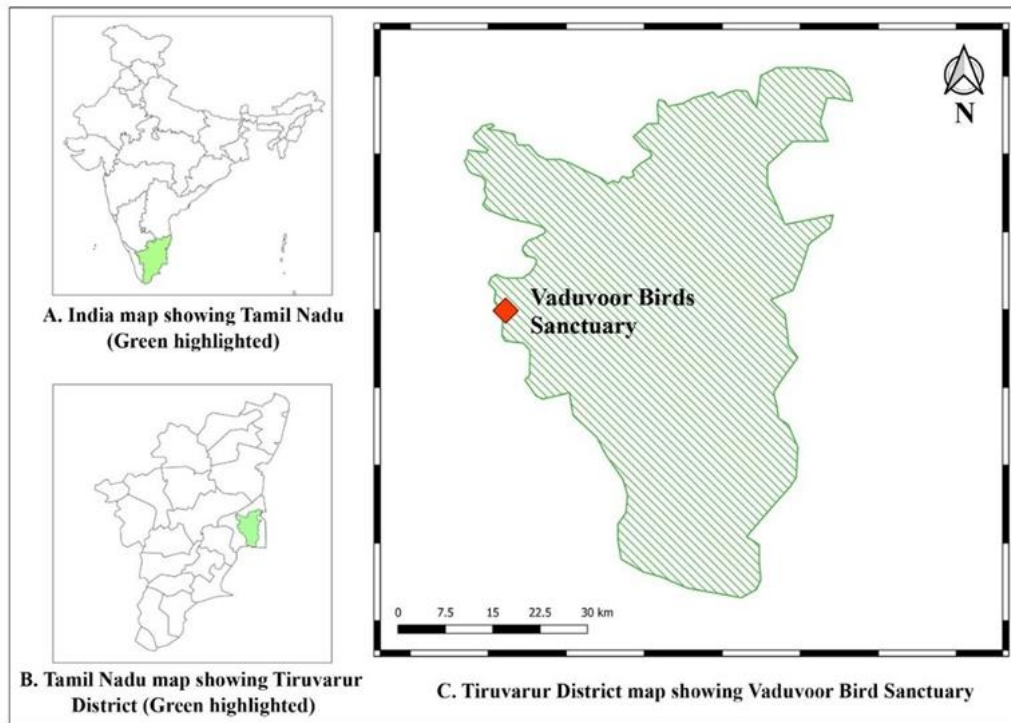 A. India map showing Tamil Nadu
(Green highlighted)
B. Tamil Nadu map showing Tiruvarur
District (Green highlighted)
N
Vaduvoor Birds
Sanctuary
0 7.5 15 22.5 30 km
C. Tiruvarur District map showing Vaduvoor Bird Sanctuary